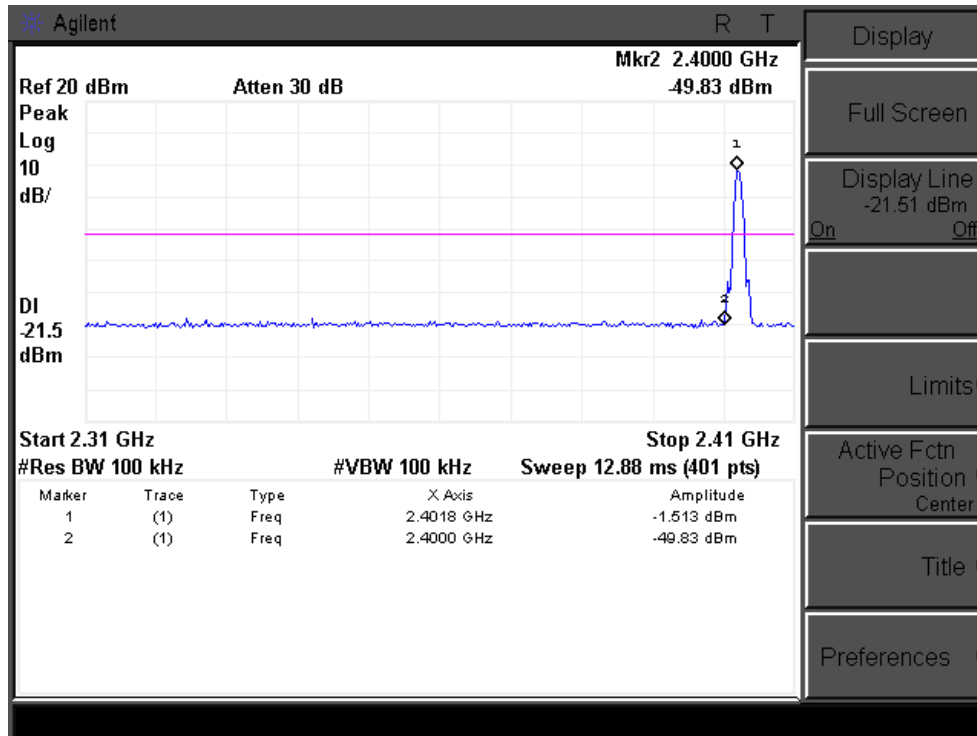 Agilent R T
Mkr2 2.4000 GHz
Ref 20 dBm Atten 30 dB -49.83 dBm
Peak
Log
10
dB/
1
2
DI
-21.5
dBm
Start 2.31 GHz Stop 2.41 GHz
#Res BW 100 kHz #VBW 100 kHz Sweep 12.88 ms (401 pts)
Marker Trace Type X Axis Amplitude
1 (1) Freq 2.4018 GHz -1.513 dBm
2 (1) Freq 2.4000 GHz -49.83 dBm
Display
Full Screen
Display Line
-21.51 dBm
On Off
Limits
Active Fctn
Position
Center
Title
Preferences